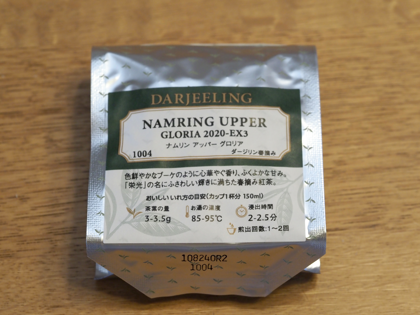 DARJEELING
NAMRING UPPER
GLORIA 2020-EX3
ナムリン アッパー グロリア
1004 ダージリン春摘み
色鮮やかなブーケのように心華やぐ香り、ふくよかな甘み。
「栄光」の名にふさわしい輝きに満ちた春摘み紅茶。
おいしいいれ方の目安(カップ1杯分 150ml)
茶葉の量 お湯の温度 浸出時間
3-3.5g 85-95℃ 2-2.5分
煎出回数:1〜2回
108240R2
1004